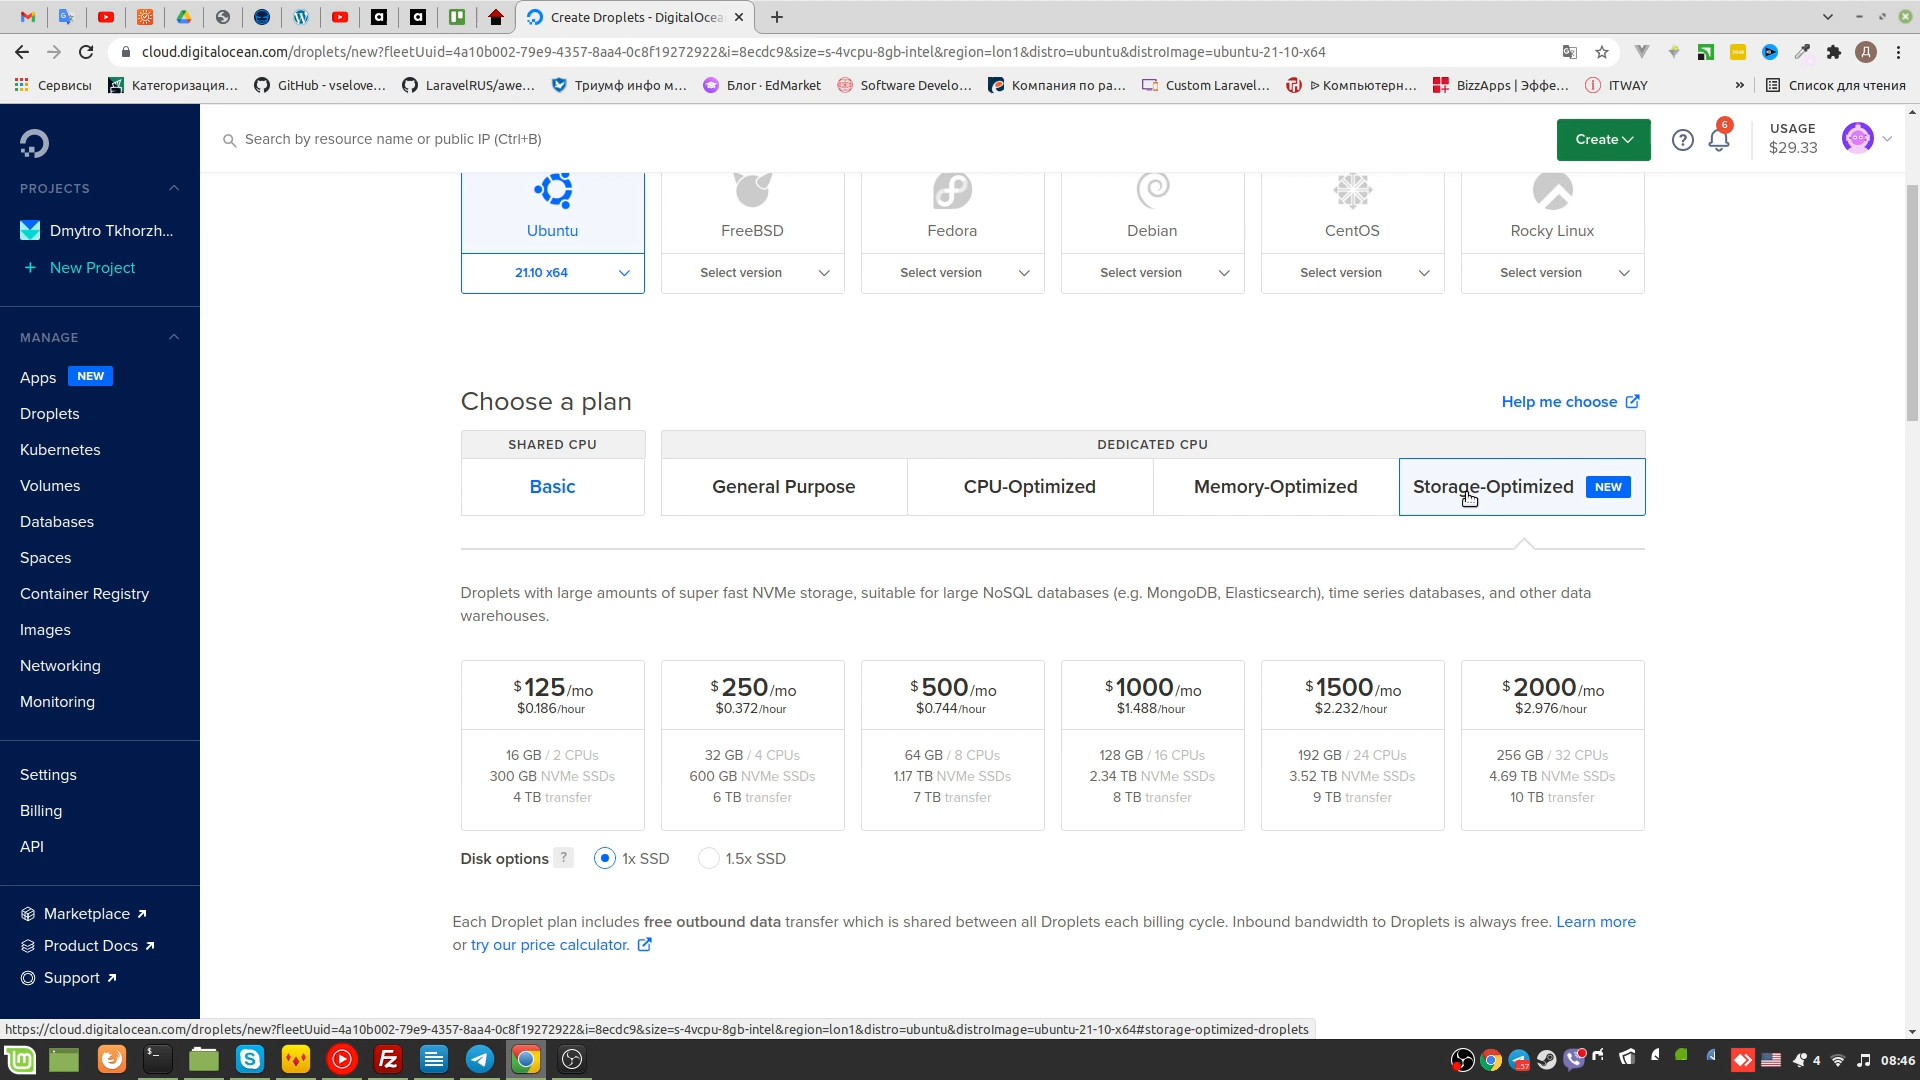 Create Droplets - DigitalOcea
cloud.digitalocean.com/droplets/new?fleetUuid=4a10b002-79e9-4357-8aa4-0c8f19272922&i=8ecdc9&size=s-4vcpu-8gb-intel&region=lon1&distro=ubuntu&distroImage=ubuntu-21-10-x64
Д
Сервисы
Категоризация...
GitHub - vselove...
LaravelRUS/awe...
Триумф инфо м...
Блог · EdMarket
Software Develo...
Компания по ра...
Custom Laravel...
Компьютерн...
BizzApps | Эффе...
ITWAY
»
Список для чтения
Search by resource name or public IP (Ctrl+B)
Create
6
USAGE
$29.33
PROJECTS
Dmytro Tkhorzh...
+ New Project
MANAGE
Apps NEW
Droplets
Kubernetes
Volumes
Databases
Spaces
Container Registry
Images
Networking
Monitoring
Settings
Billing
API
Marketplace
Product Docs
Support
Ubuntu
FreeBSD
Fedora
Debian
CentOS
Rocky Linux
21.10 x64
Select version
Select version
Select version
Select version
Select version
Choose a plan
Help me choose
SHARED CPU
DEDICATED CPU
Basic
General Purpose
CPU-Optimized
Memory-Optimized
Storage-Optimized NEW
Droplets with large amounts of super fast NVMe storage, suitable for large NoSQL databases (e.g. MongoDB, Elasticsearch), time series databases, and other data
warehouses.
$125/mo
$0.186/hour
16 GB / 2 CPUs
300 GB NVMe SSDs
4 TB transfer
$250/mo
$0.372/hour
32 GB / 4 CPUs
600 GB NVMe SSDs
6 TB transfer
$500/mo
$0.744/hour
64 GB / 8 CPUs
1.17 TB NVMe SSDs
7 TB transfer
$1000/mo
$1.488/hour
128 GB / 16 CPUs
2.34 TB NVMe SSDs
8 TB transfer
$1500/mo
$2.232/hour
192 GB / 24 CPUs
3.52 TB NVMe SSDs
9 TB transfer
$2000/mo
$2.976/hour
256 GB / 32 CPUs
4.69 TB NVMe SSDs
10 TB transfer
Disk options ? 1x SSD 1.5x SSD
Each Droplet plan includes free outbound data transfer which is shared between all Droplets each billing cycle. Inbound bandwidth to Droplets is always free. Learn more
or try our price calculator.
https://cloud.digitalocean.com/droplets/new?fleetUuid=4a10b002-79e9-4357-8aa4-0c8f19272922&i=8ecdc9&size=s-4vcpu-8gb-intel&region=lon1&distro=ubuntu&distroImage=ubuntu-21-10-x64#storage-optimized-droplets
4
08:46